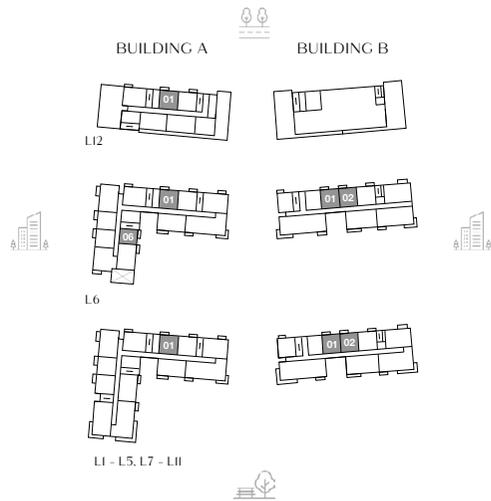 BUILDING A
BUILDING B
01
L12
01
01 02
06
L6
01
01 02
L1 - L5, L7 - L11